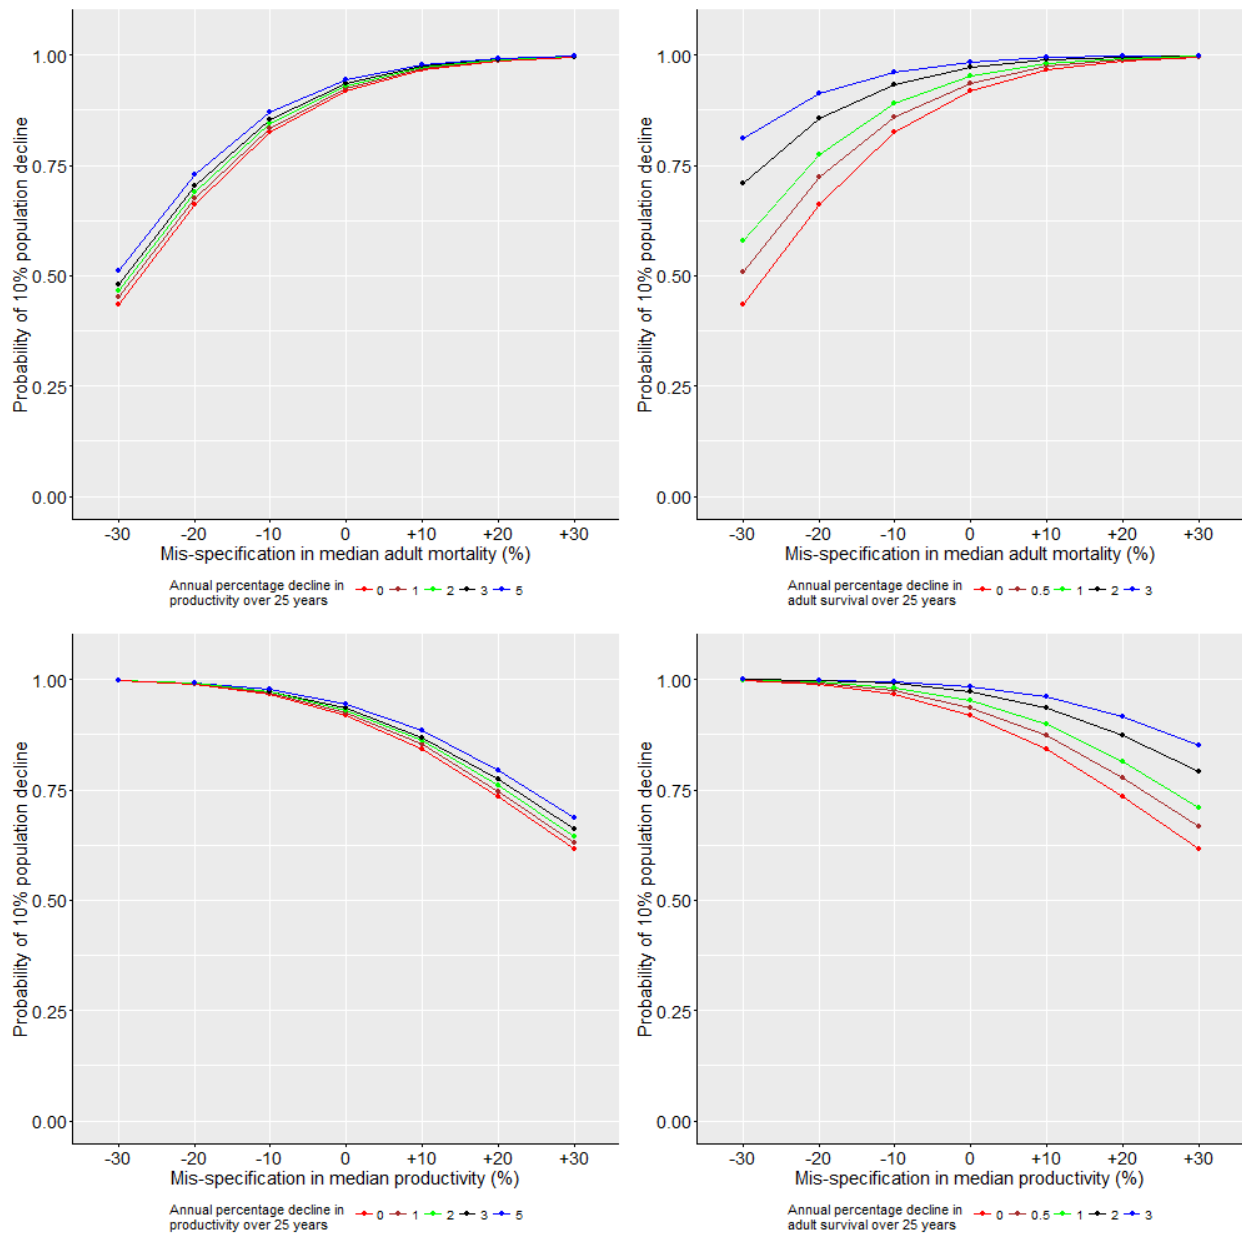 1.00
0.75
0.50
0.25
0.00
Probability of 10% population decline
-30 -20 -10 0 +10 +20 +30
Mis-specification in median adult mortality (%)
Annual percentage decline in
productivity over 25 years 0 1 2 3 5
1.00
0.75
0.50
0.25
0.00
Probability of 10% population decline
-30 -20 -10 0 +10 +20 +30
Mis-specification in median adult mortality (%)
Annual percentage decline in
adult survival over 25 years 0 0.5 1 2 3
1.00
0.75
0.50
0.25
0.00
Probability of 10% population decline
-30 -20 -10 0 +10 +20 +30
Mis-specification in median productivity (%)
Annual percentage decline in
productivity over 25 years 0 1 2 3 5
1.00
0.75
0.50
0.25
0.00
Probability of 10% population decline
-30 -20 -10 0 +10 +20 +30
Mis-specification in median productivity (%)
Annual percentage decline in
adult survival over 25 years 0 0.5 1 2 3